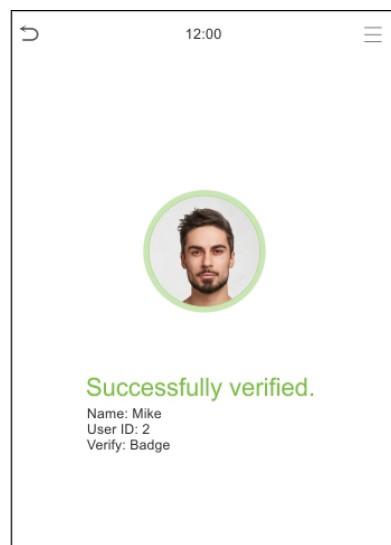 12:00
Successfully verified.
Name: Mike
User ID: 2
Verify: Badge